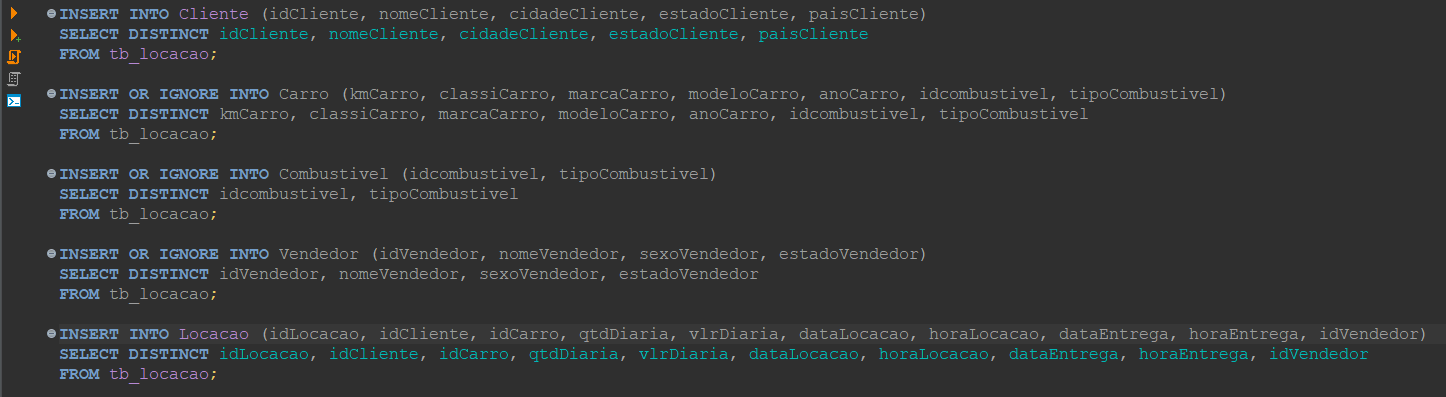 INSERT INTO Cliente (idCliente, nomeCliente, cidadeCliente, estadoCliente, paisCliente)
SELECT DISTINCT idCliente, nomeCliente, cidadeCliente, estadoCliente, paisCliente
FROM tb_locacao;
INSERT OR IGNORE INTO Carro (kmCarro, classiCarro, marcaCarro, modeloCarro, anoCarro, idcombustivel, tipoCombustivel)
SELECT DISTINCT kmCarro, classiCarro, marcaCarro, modeloCarro, anoCarro, idcombustivel, tipoCombustivel
FROM tb_locacao;
INSERT OR IGNORE INTO Combustivel (idcombustivel, tipoCombustivel)
SELECT DISTINCT idcombustivel, tipoCombustivel
FROM tb_locacao;
INSERT OR IGNORE INTO Vendedor (idVendedor, nomeVendedor, sexoVendedor, estadoVendedor)
SELECT DISTINCT idVendedor, nomeVendedor, sexoVendedor, estadoVendedor
FROM tb_locacao;
INSERT INTO Locacao (idLocacao, idCliente, idCarro, qtdDiaria, vlrDiaria, dataLocacao, horaLocacao, dataEntrega, horaEntrega, idVendedor)
SELECT DISTINCT idLocacao, idCliente, idCarro, qtdDiaria, vlrDiaria, dataLocacao, horaLocacao, dataEntrega, horaEntrega, idVendedor
FROM tb_locacao;